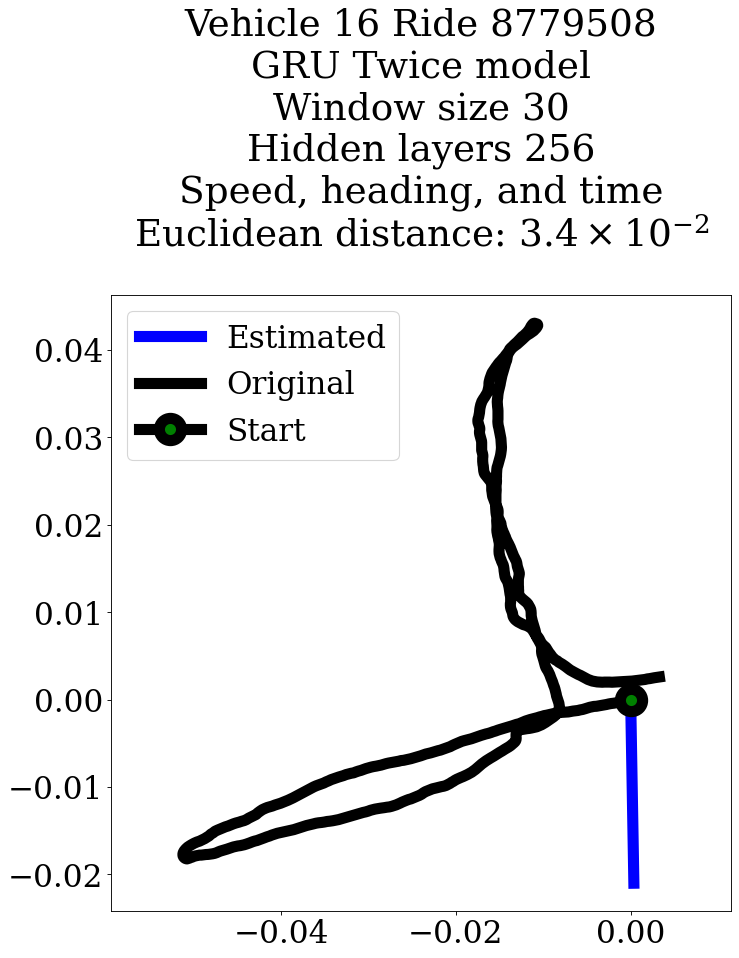 Vehicle 16 Ride 8779508
GRU Twice model
Window size 30
Hidden layers 256
Speed, heading, and time
Euclidean distance: 3.4 × 10⁻²
Estimated
Original
Start
0.04
0.03
0.02
0.01
0.00
−0.01
−0.02
−0.04
−0.02
0.00